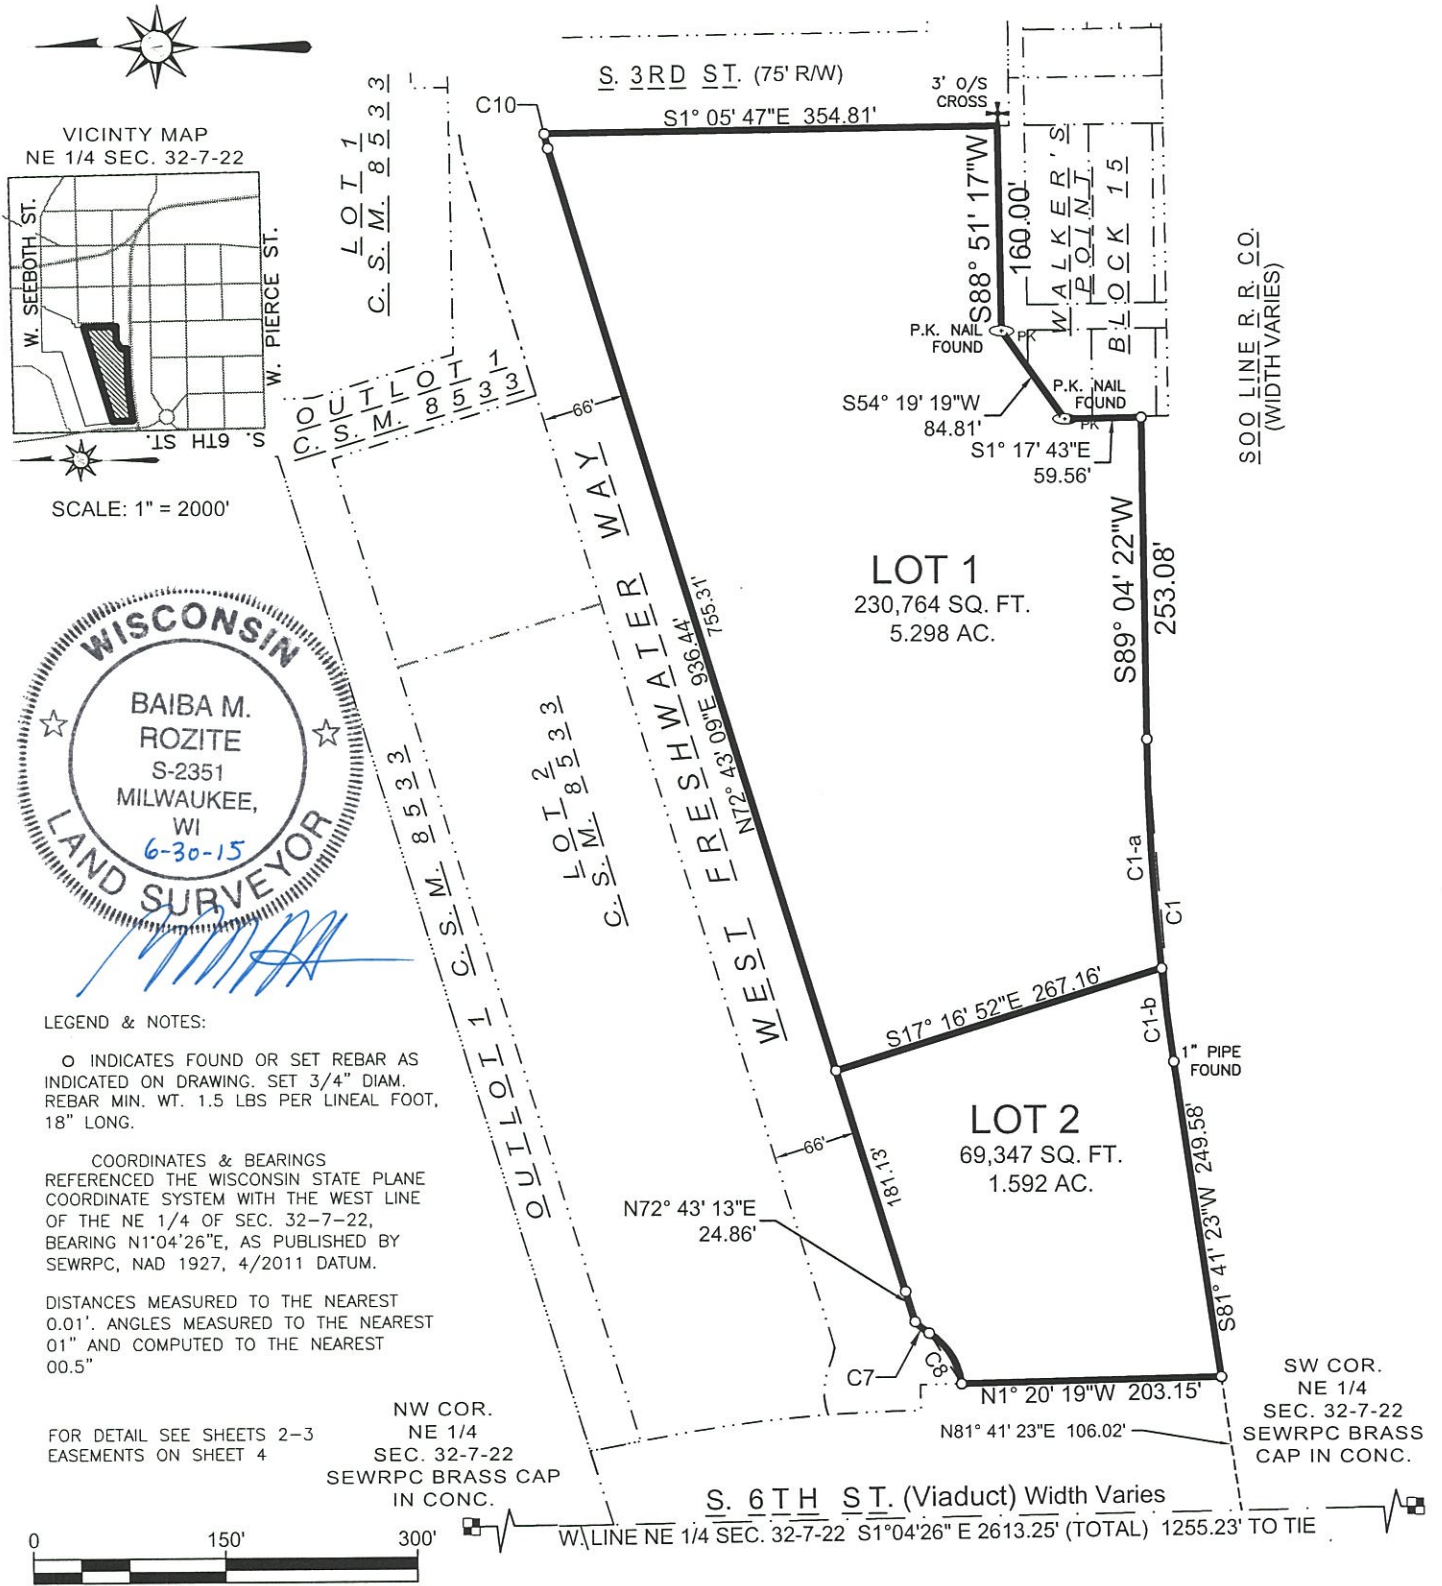 S. 3RD ST. (75' R/W)
3' O/S
CROSS
C10
S1° 05' 47"E 354.81'
VICINTY MAP
NE 1/4 SEC. 32-7-22
W. SEEBOTH ST.
W. PIERCE ST.
S. 6TH ST.
SCALE: 1" = 2000'
LOT 1
C.S.M. 8533
OUTLOT 1
C.S.M. 8533
S88° 51' 17"W
160.00'
WALKER'S
POINT
BLOCK 15
SOO LINE R.R. CO.
(WIDTH VARIES)
P.K. NAIL
FOUND
PK
P.K. NAIL
FOUND
PK
S54° 19' 19"W
84.81'
S1° 17' 43"E
59.56'
66'
WEST FRESHWATER WAY
LOT 1
230,764 SQ. FT.
5.298 AC.
S89° 04' 22"W
253.08'
N72° 43' 09"E 936.44'
755.31'
WISCONSIN
BAIBA M.
ROZITE
S-2351
MILWAUKEE,
WI
6-30-15
LAND SURVEYOR
LOT 2
C.S.M. 8533
OUTLOT 1 C.S.M. 8533
C1-a
C1
C1-b
S17° 16' 52"E 267.16'
1" PIPE
FOUND
LOT 2
69,347 SQ. FT.
1.592 AC.
66'
181.13'
S81° 41' 23"W 249.58'
N72° 43' 13"E
24.86'
C7
C8
N1° 20' 19"W 203.15'
N81° 41' 23"E 106.02'
SW COR.
NE 1/4
SEC. 32-7-22
SEWRPC BRASS
CAP IN CONC.
LEGEND & NOTES:
O INDICATES FOUND OR SET REBAR AS
INDICATED ON DRAWING. SET 3/4" DIAM.
REBAR MIN. WT. 1.5 LBS PER LINEAL FOOT,
18" LONG.
COORDINATES & BEARINGS
REFERENCED THE WISCONSIN STATE PLANE
COORDINATE SYSTEM WITH THE WEST LINE
OF THE NE 1/4 OF SEC. 32-7-22,
BEARING N1°04'26"E, AS PUBLISHED BY
SEWRPC, NAD 1927, 4/2011 DATUM.
DISTANCES MEASURED TO THE NEAREST
0.01'. ANGLES MEASURED TO THE NEAREST
01" AND COMPUTED TO THE NEAREST
00.5"
FOR DETAIL SEE SHEETS 2-3
EASEMENTS ON SHEET 4
NW COR.
NE 1/4
SEC. 32-7-22
SEWRPC BRASS CAP
IN CONC.
S. 6TH ST. (Viaduct) Width Varies
W. LINE NE 1/4 SEC. 32-7-22 S1°04'26" E 2613.25' (TOTAL) 1255.23' TO TIE
0 150' 300'